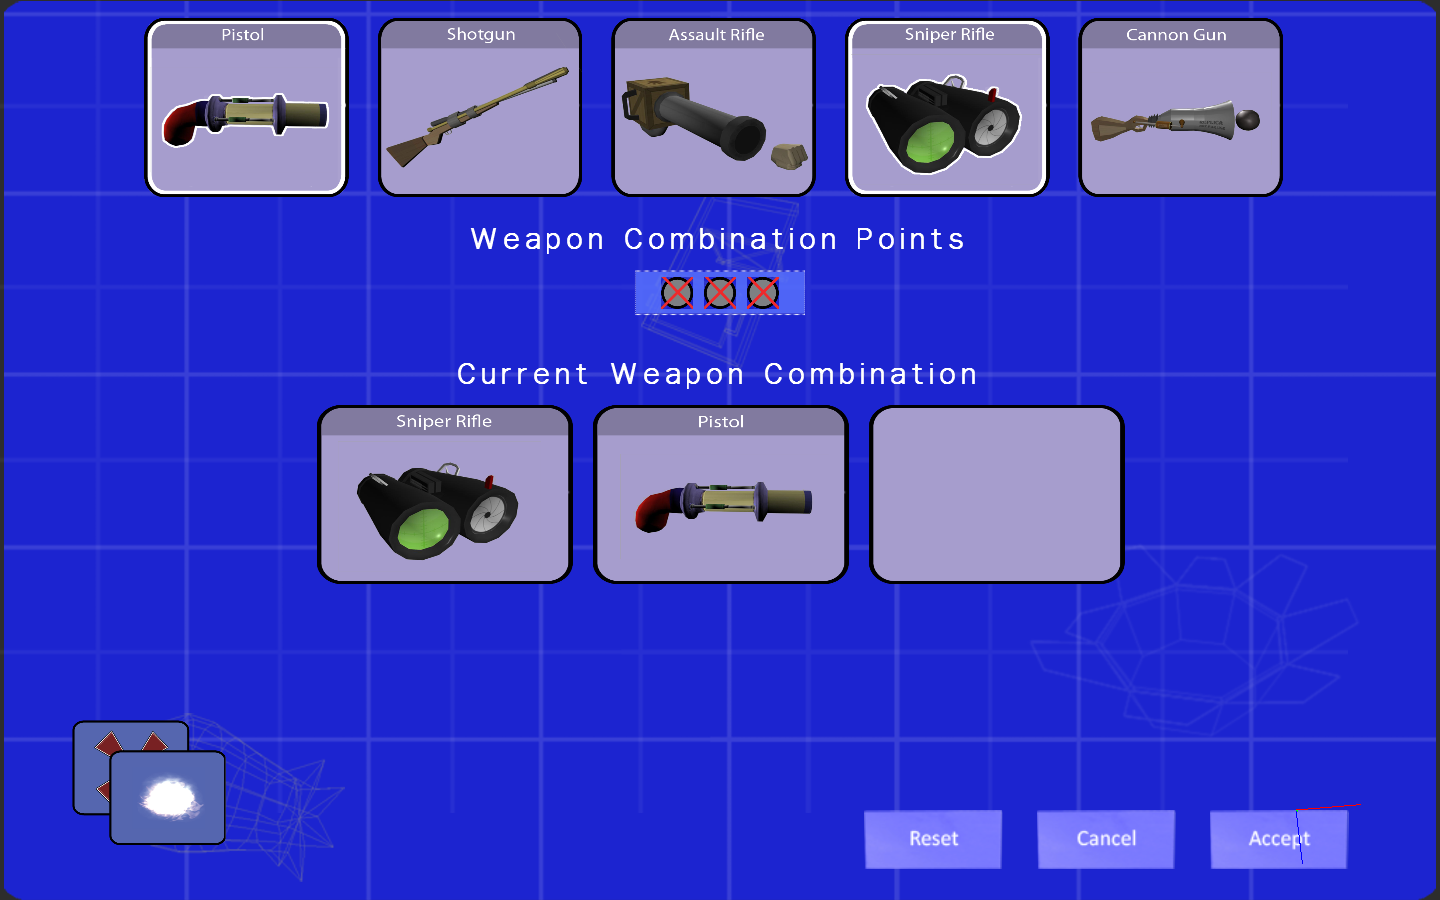 Pistol
Shotgun
Assault Rifle
Sniper Rifle
Cannon Gun
Weapon Combination Points
Current Weapon Combination
Sniper Rifle
Pistol
Reset
Cancel
Accept